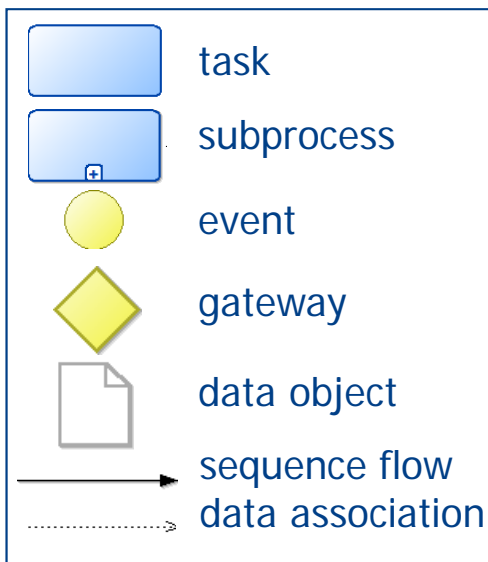 task
subprocess
event
gateway
data object
sequence flow
data association